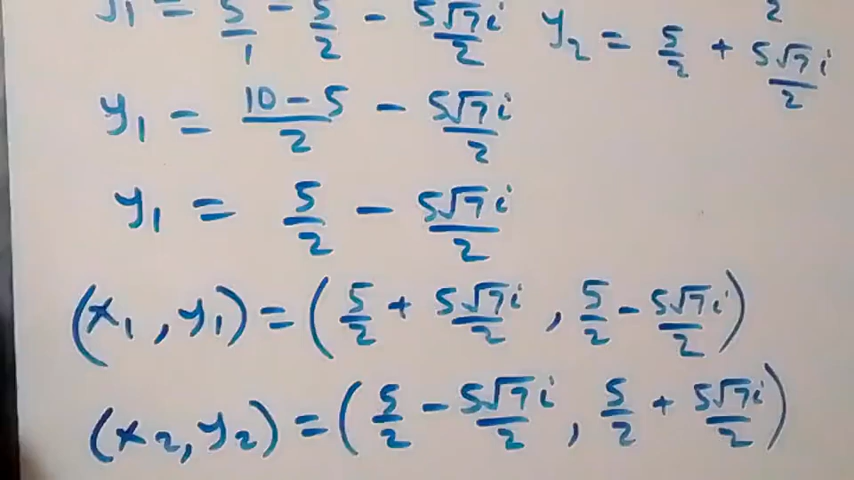 y₁ = 5/1 - 5/2 - 5√7i/2
y₂ = 5/2 + 5√7i/2
y₁ = (10-5)/2 - 5√7i/2
y₁ = 5/2 - 5√7i/2
(x₁, y₁) = (5/2 + 5√7i/2, 5/2 - 5√7i/2)
(x₂, y₂) = (5/2 - 5√7i/2, 5/2 + 5√7i/2)